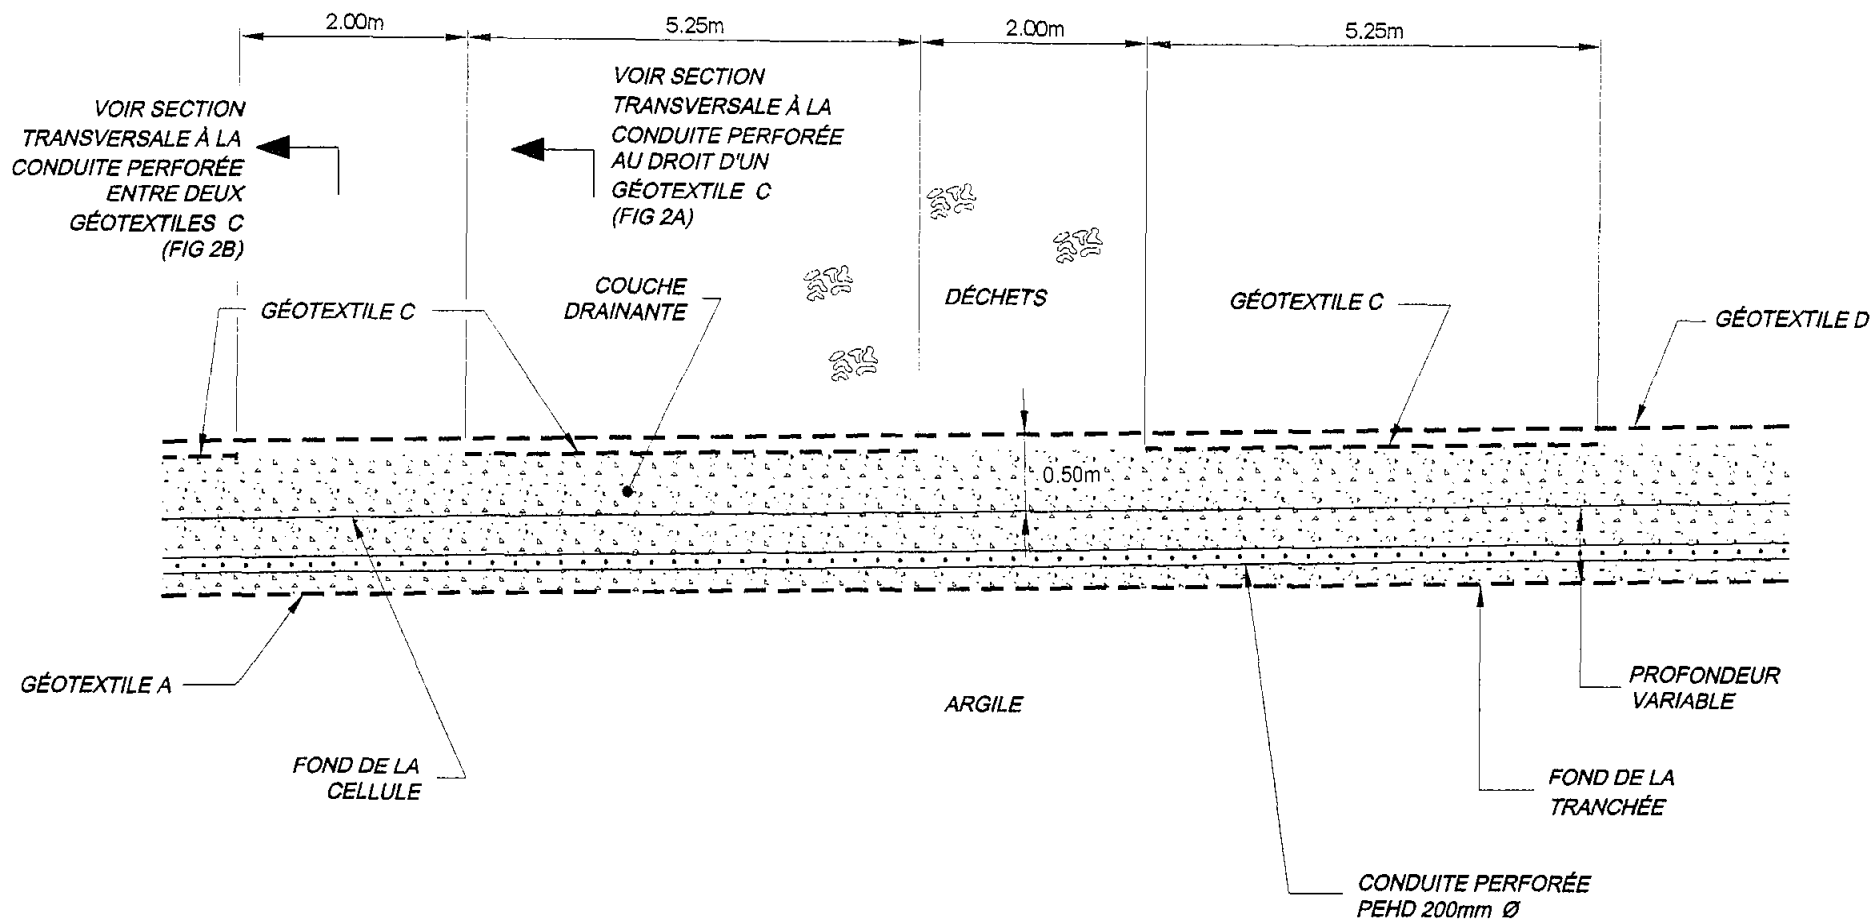 2.00m
5.25m
2.00m
5.25m
VOIR SECTION
TRANSVERSALE À LA
CONDUITE PERFORÉE
ENTRE DEUX
GÉOTEXTILES C
(FIG 2B)
VOIR SECTION
TRANSVERSALE À LA
CONDUITE PERFORÉE
AU DROIT D'UN
GÉOTEXTILE C
(FIG 2A)
GÉOTEXTILE C
COUCHE
DRAINANTE
DÉCHETS
GÉOTEXTILE C
GÉOTEXTILE D
0.50m
GÉOTEXTILE A
ARGILE
PROFONDEUR
VARIABLE
FOND DE LA
CELLULE
FOND DE LA
TRANCHÉE
CONDUITE PERFORÉE
PEHD 200mm Ø